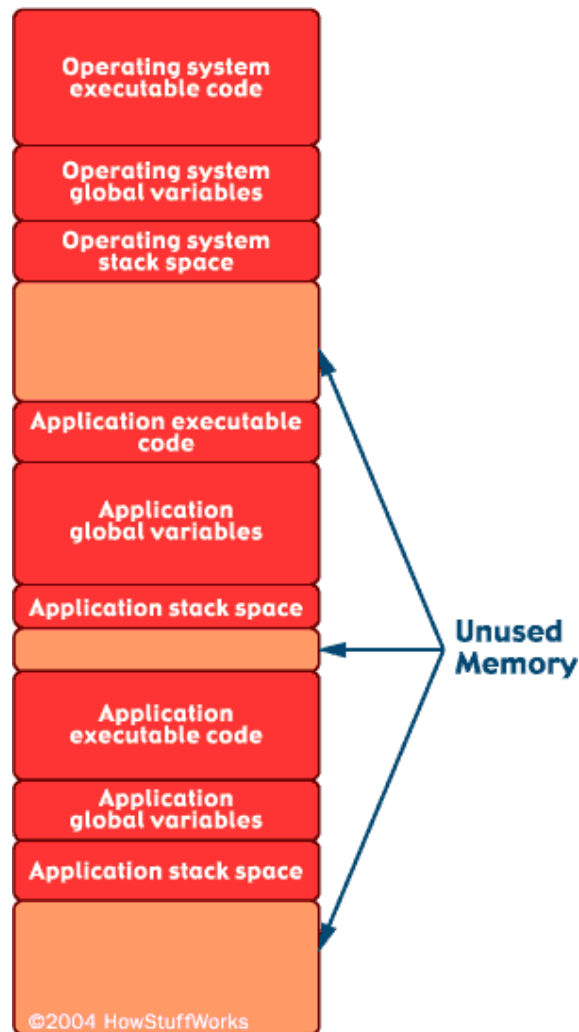 Operating system
executable code
Operating system
global variables
Operating system
stack space
Application executable
code
Application
global variables
Application stack space
Unused
Memory
Application
executable code
Application
global variables
Application stack space
©2004 HowStuffWorks